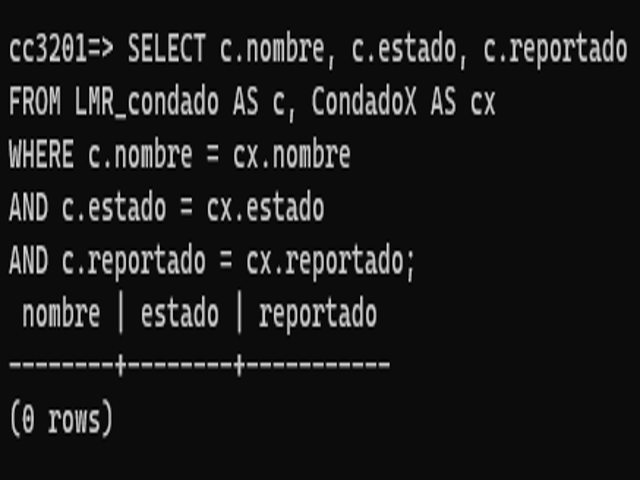 cc3201=> SELECT c.nombre, c.estado, c.reportado
FROM LMR_condado AS c, CondadoX AS cx
WHERE c.nombre = cx.nombre
AND c.estado = cx.estado
AND c.reportado = cx.reportado;
 nombre | estado | reportado
--------+--------+-----------
(0 rows)